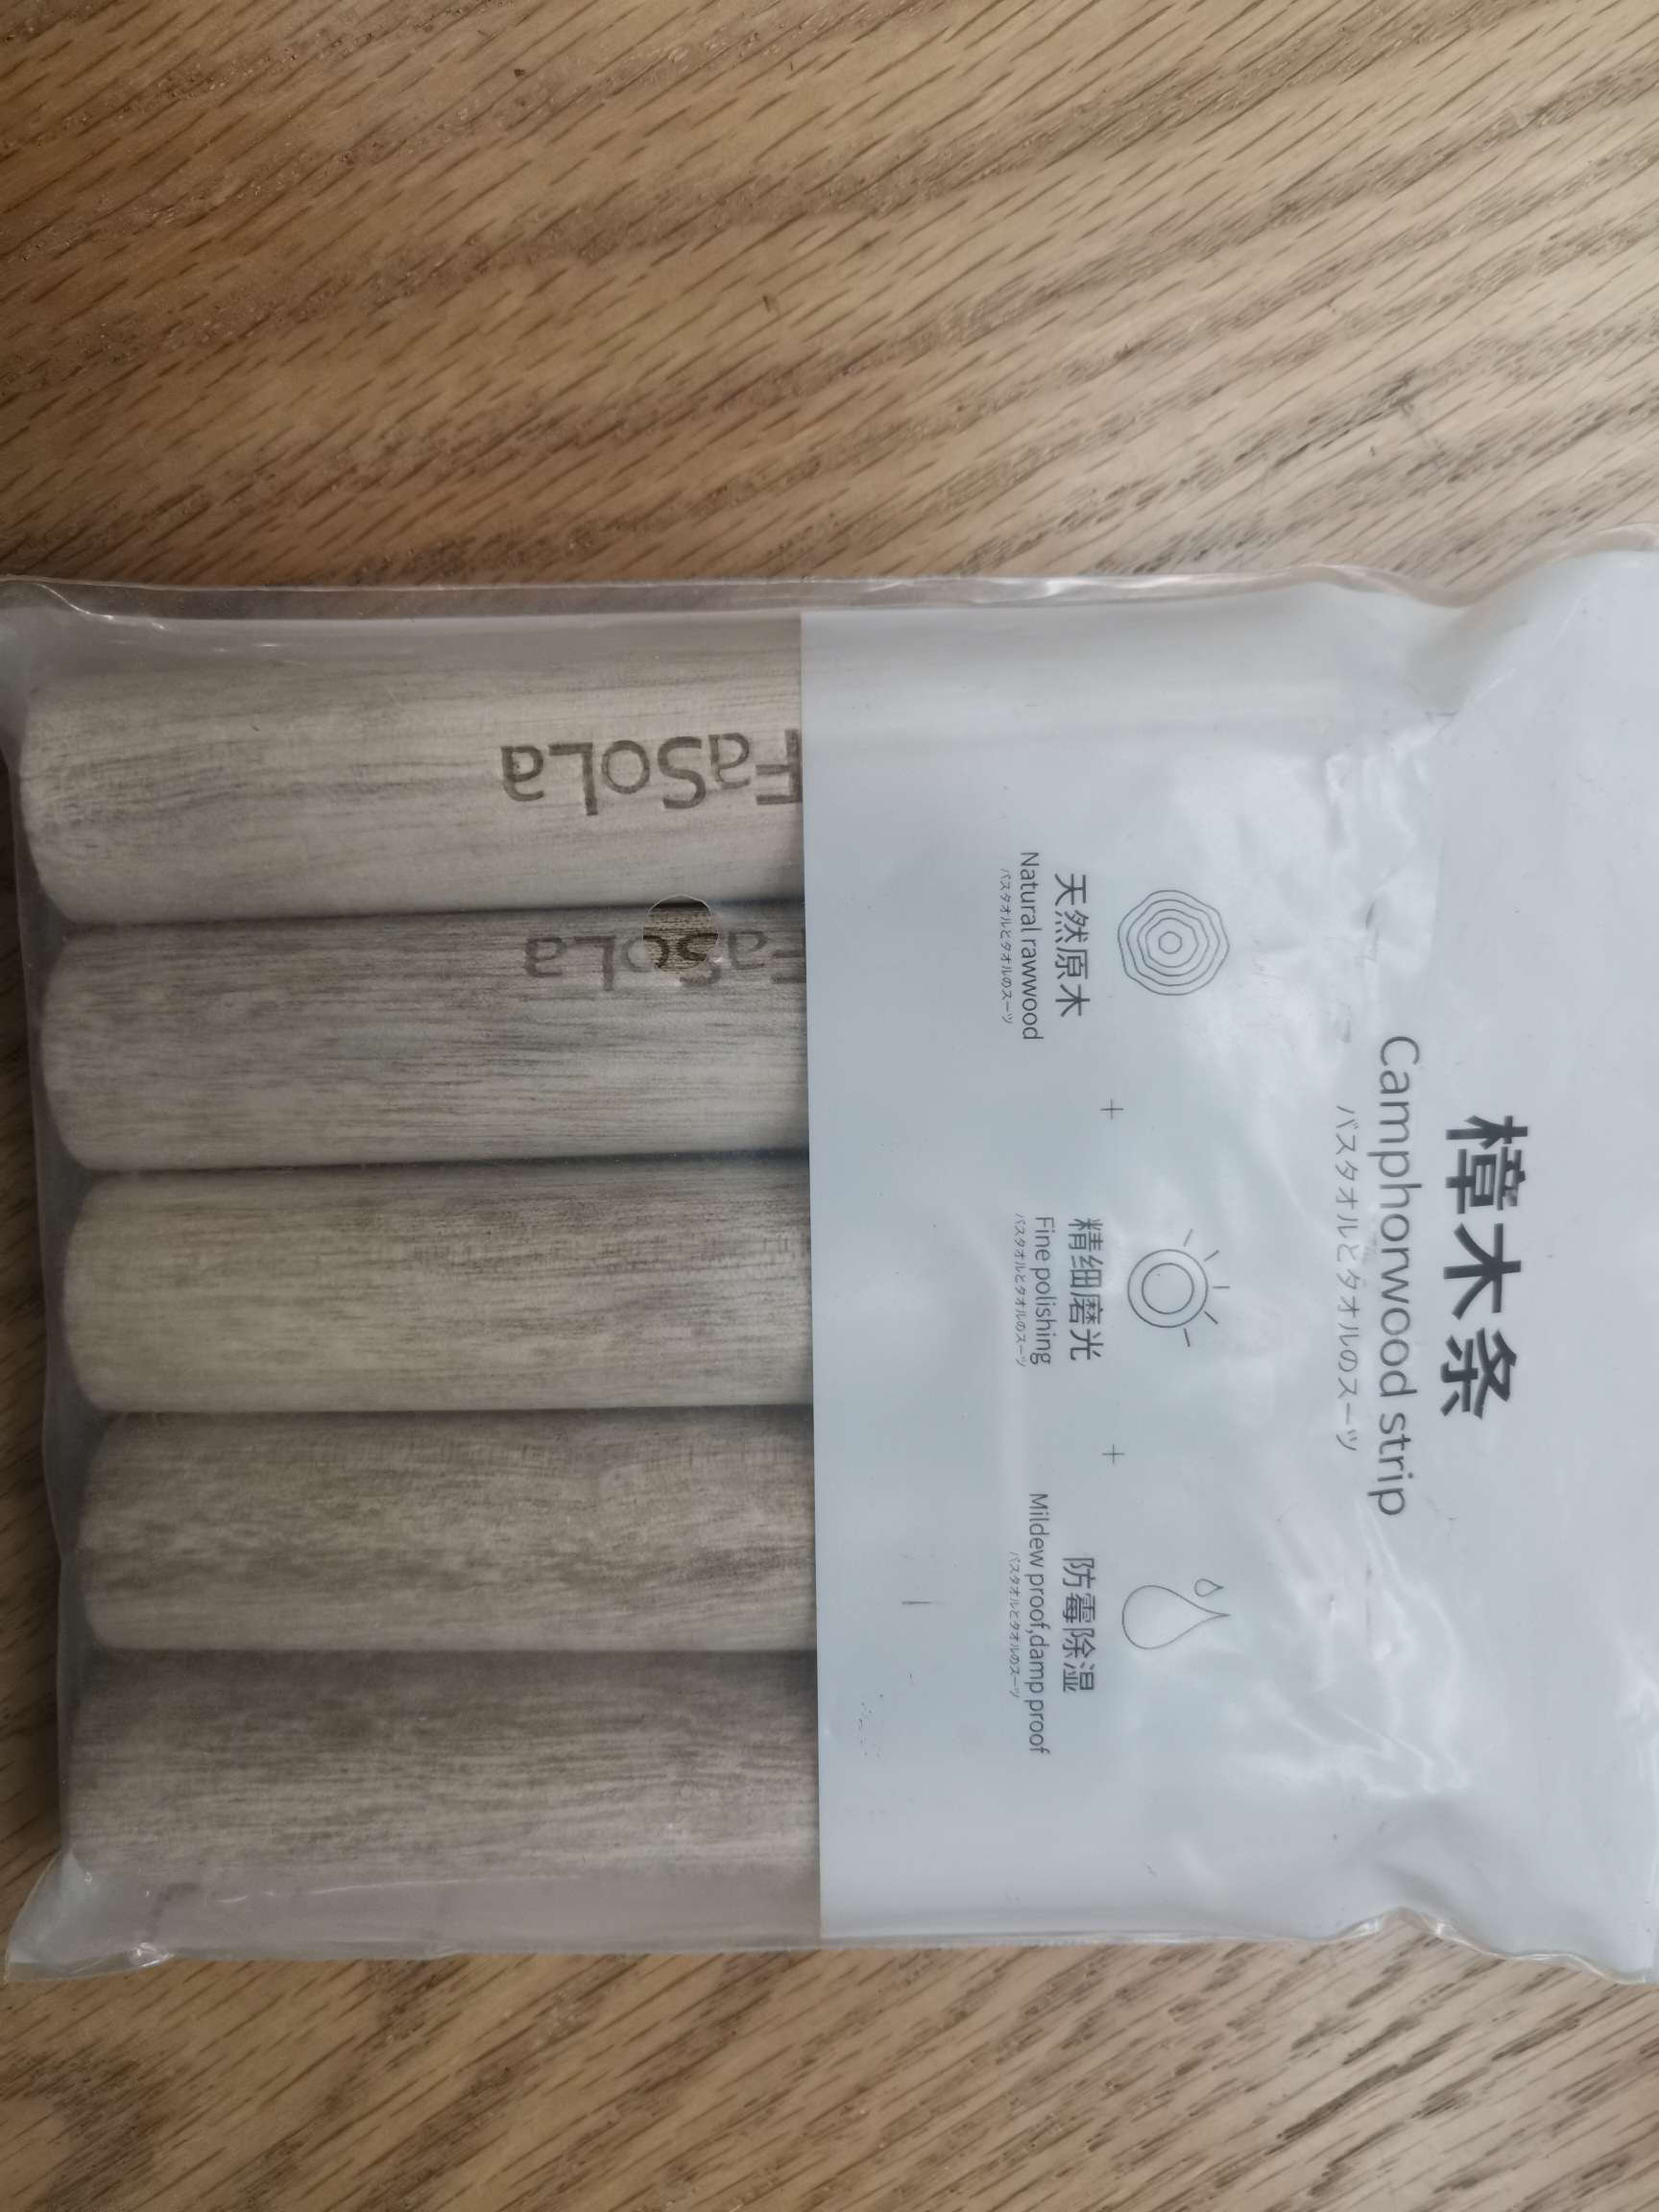 樟木条
Camphorwood strip
バスタオルとタオルのスーツ
天然原木
Natural rawwood
バスタオルとタオルのスーツ
+
精细磨光
Fine polishing
バスタオルとタオルのスーツ
+
防霉除湿
Mildew proof,damp proof
バスタオルとタオルのスーツ
FaSoLa
FaSoLa